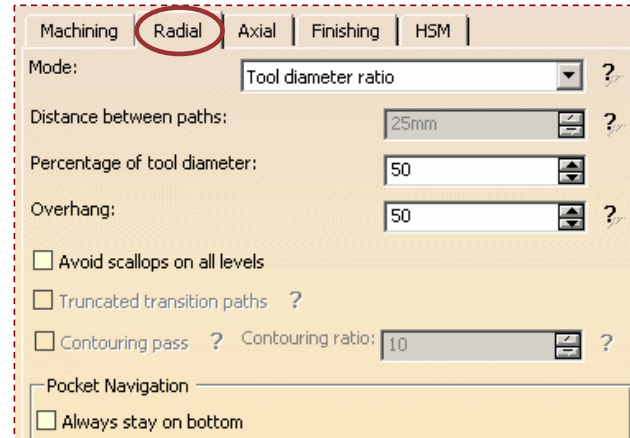 Machining Radial Axial Finishing HSM
Mode: Tool diameter ratio ?
Distance between paths: 25mm ?
Percentage of tool diameter: 50
Overhang: 50 ?
Avoid scallops on all levels
Truncated transition paths ?
Contouring pass ? Contouring ratio: 10 ?
Pocket Navigation
Always stay on bottom